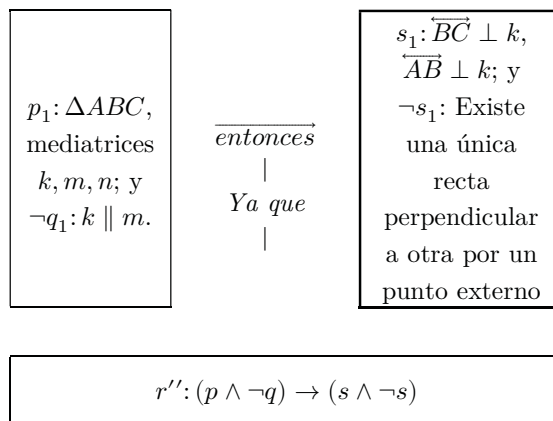 p₁: ΔABC,
mediatrices
k, m, n; y
¬q₁: k ∥ m.
entonces
|
Ya que
|
s₁: B͡C ⊥ k,
AB ⊥ k; y
¬s₁: Existe
una única
recta
perpendicular
a otra por un
punto externo
r′′: (p ∧ ¬q) → (s ∧ ¬s)